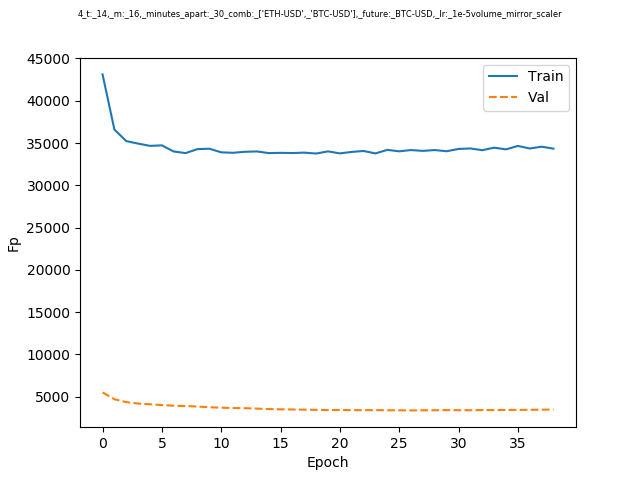 4_t:_14,_m:_16,_minutes_apart:_30_comb:_['ETH-USD',_'BTC-USD'],_future:_BTC-USD,_lr:_1e-5volume_mirror_scaler
45000
40000
35000
30000
25000
20000
15000
10000
5000
Fp
Train
Val
0 5 10 15 20 25 30 35
Epoch